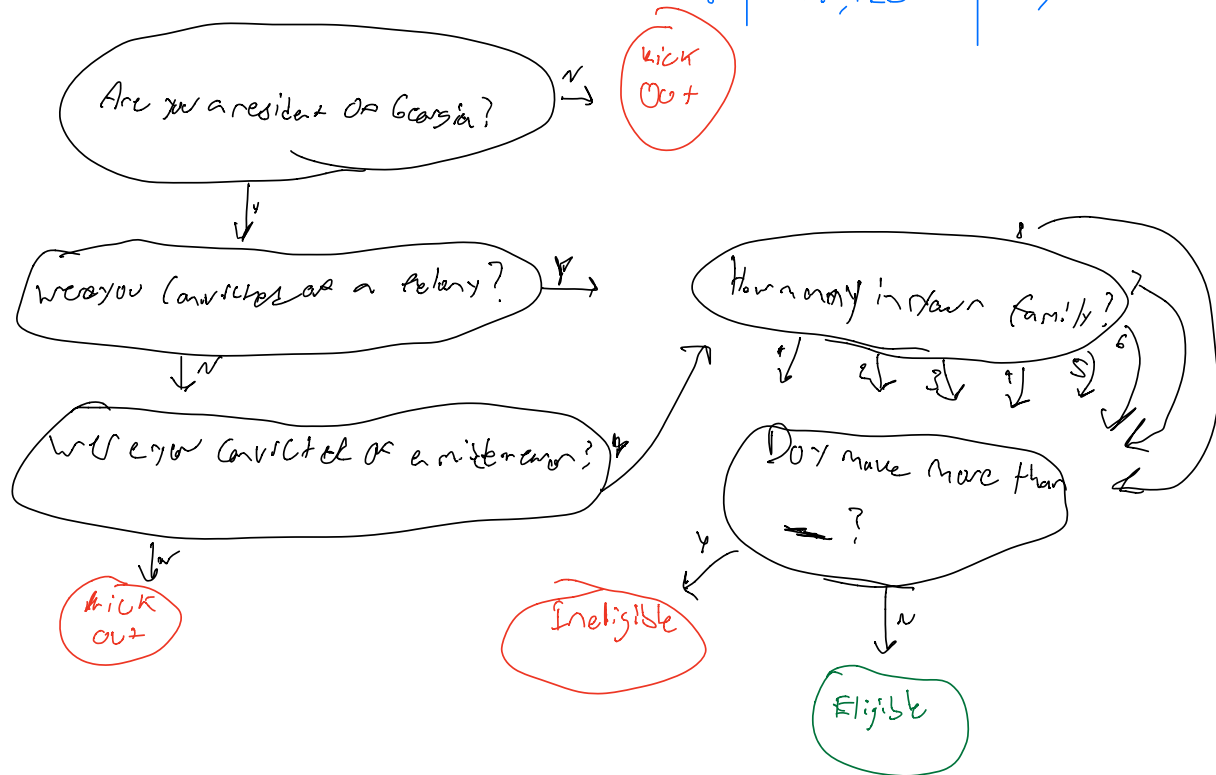 Are you a resident of Georgia?
N
kick
Out
Y
were you convicted of a felony?
Y
N
were you convicted of a misdemeanor?
N
kick
out
How many in your family?
1
2
3
4
5
6
7
8
Do y make more than
?
Y
Ineligible
N
Eligible